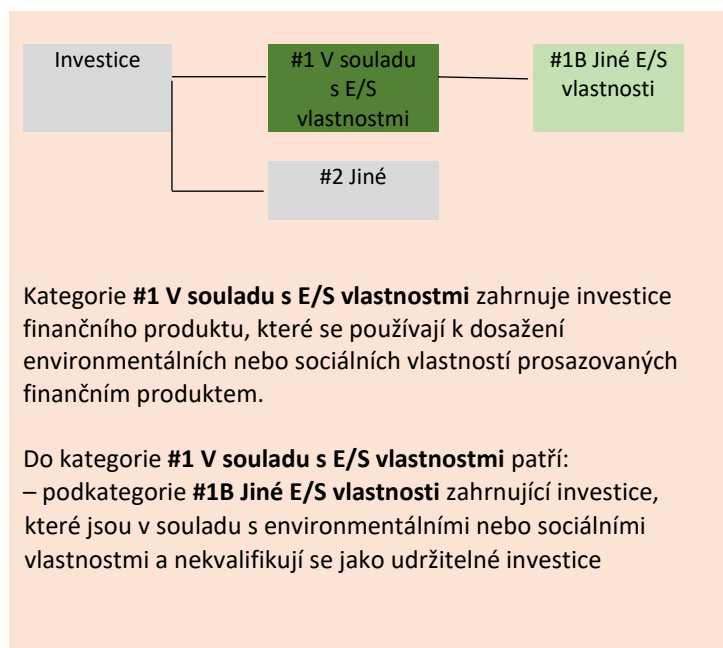 Investice
#1 V souladu
s E/S
vlastnostmi
#1B Jiné E/S
vlastnosti
#2 Jiné
Kategorie #1 V souladu s E/S vlastnostmi zahrnuje investice
finančního produktu, které se používají k dosažení
environmentálních nebo sociálních vlastností prosazovaných
finančním produktem.
Do kategorie #1 V souladu s E/S vlastnostmi patří:
– podkategorie #1B Jiné E/S vlastnosti zahrnující investice,
které jsou v souladu s environmentálními nebo sociálními
vlastnostmi a nekvalifikují se jako udržitelné investice